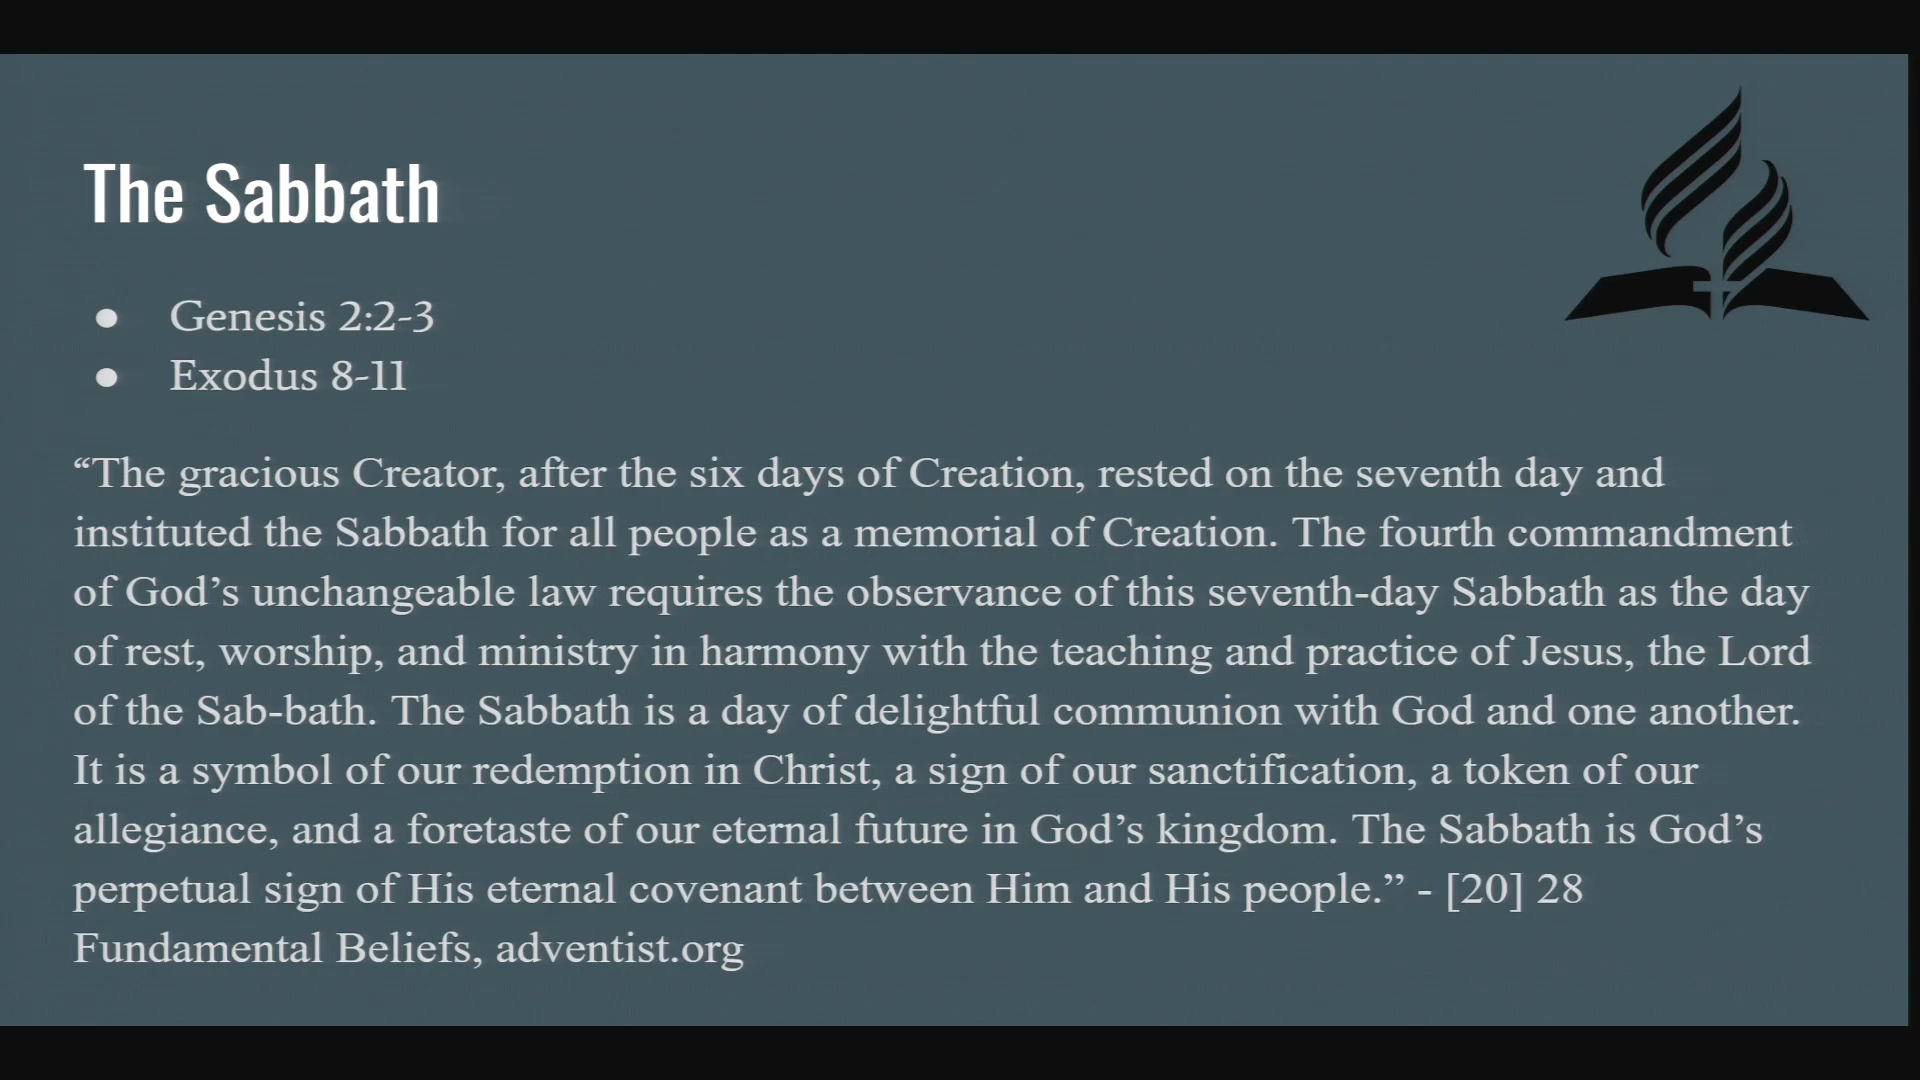 The Sabbath
● Genesis 2:2-3
● Exodus 8-11
“The gracious Creator, after the six days of Creation, rested on the seventh day and
instituted the Sabbath for all people as a memorial of Creation. The fourth commandment
of God’s unchangeable law requires the observance of this seventh-day Sabbath as the day
of rest, worship, and ministry in harmony with the teaching and practice of Jesus, the Lord
of the Sab-bath. The Sabbath is a day of delightful communion with God and one another.
It is a symbol of our redemption in Christ, a sign of our sanctification, a token of our
allegiance, and a foretaste of our eternal future in God’s kingdom. The Sabbath is God’s
perpetual sign of His eternal covenant between Him and His people.” - [20] 28
Fundamental Beliefs, adventist.org